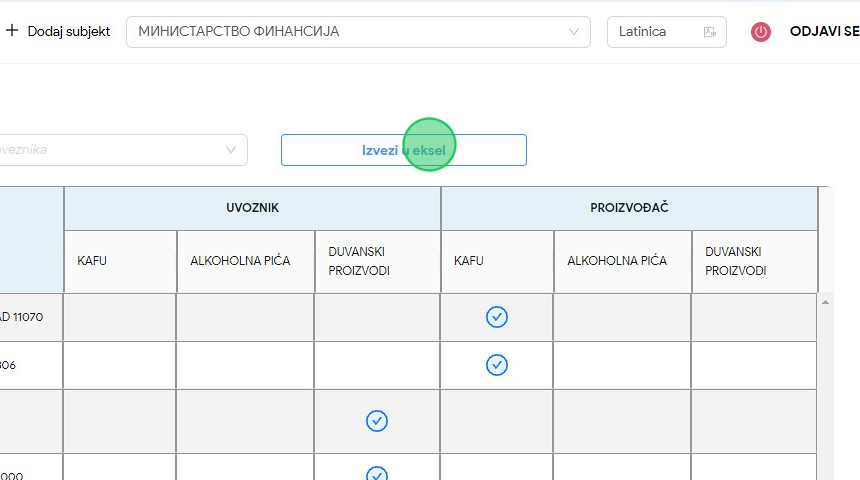 Dodaj subjekt
МИНИСТАРСТВО ФИНАНСИЈА
Latinica
ODJAVI SE
veznika
Izvezi u eksel
UVOZNIK
PROIZVOĐAČ
KAFU
ALKOHOLNA PIĆA
DUVANSKI
PROIZVODI
KAFU
ALKOHOLNA PIĆA
DUVANSKI
PROIZVODI
AD 11070
306
000